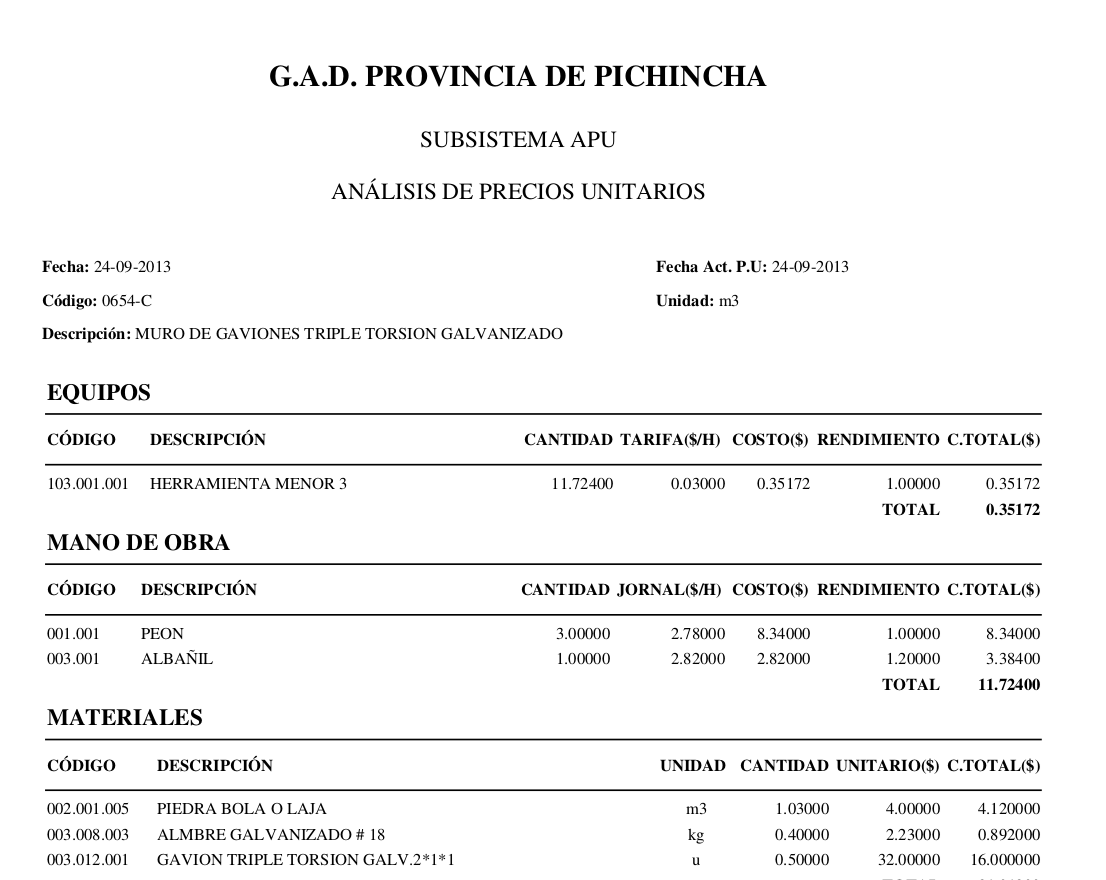 G.A.D. PROVINCIA DE PICHINCHA
SUBSISTEMA APU
ANÁLISIS DE PRECIOS UNITARIOS
Fecha: 24-09-2013 Fecha Act. P.U: 24-09-2013
Código: 0654-C Unidad: m3
Descripción: MURO DE GAVIONES TRIPLE TORSION GALVANIZADO
EQUIPOS
CÓDIGO DESCRIPCIÓN CANTIDAD TARIFA($/H) COSTO($) RENDIMIENTO C.TOTAL($)
103.001.001 HERRAMIENTA MENOR 3 11.72400 0.03000 0.35172 1.00000 0.35172
TOTAL 0.35172
MANO DE OBRA
CÓDIGO DESCRIPCIÓN CANTIDAD JORNAL($/H) COSTO($) RENDIMIENTO C.TOTAL($)
001.001 PEON 3.00000 2.78000 8.34000 1.00000 8.34000
003.001 ALBAÑIL 1.00000 2.82000 2.82000 1.20000 3.38400
TOTAL 11.72400
MATERIALES
CÓDIGO DESCRIPCIÓN UNIDAD CANTIDAD UNITARIO($) C.TOTAL($)
002.001.005 PIEDRA BOLA O LAJA m3 1.03000 4.00000 4.120000
003.008.003 ALMBRE GALVANIZADO # 18 kg 0.40000 2.23000 0.892000
003.012.001 GAVION TRIPLE TORSION GALV.2*1*1 u 0.50000 32.00000 16.000000